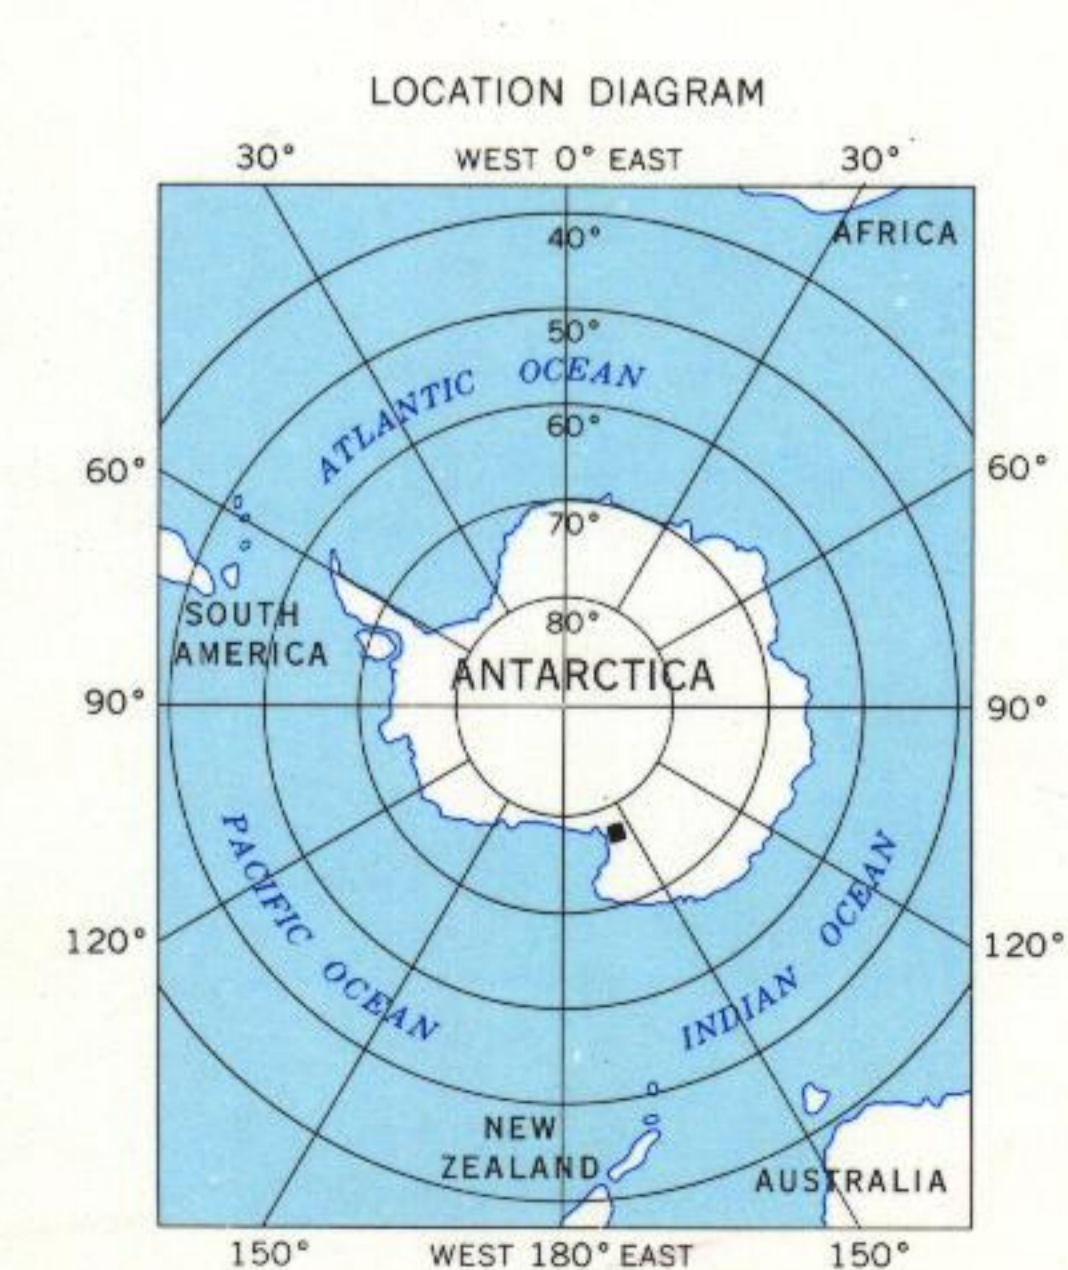 LOCATION DIAGRAM
30° WEST 0° EAST 30°
AFRICA
40°
50°
ATLANTIC OCEAN
60°
60° 60°
70°
SOUTH
AMERICA
80°
ANTARCTICA
90° 90°
PACIFIC OCEAN
INDIAN OCEAN
120° 120°
NEW
ZEALAND
AUSTRALIA
150° WEST 180° EAST 150°